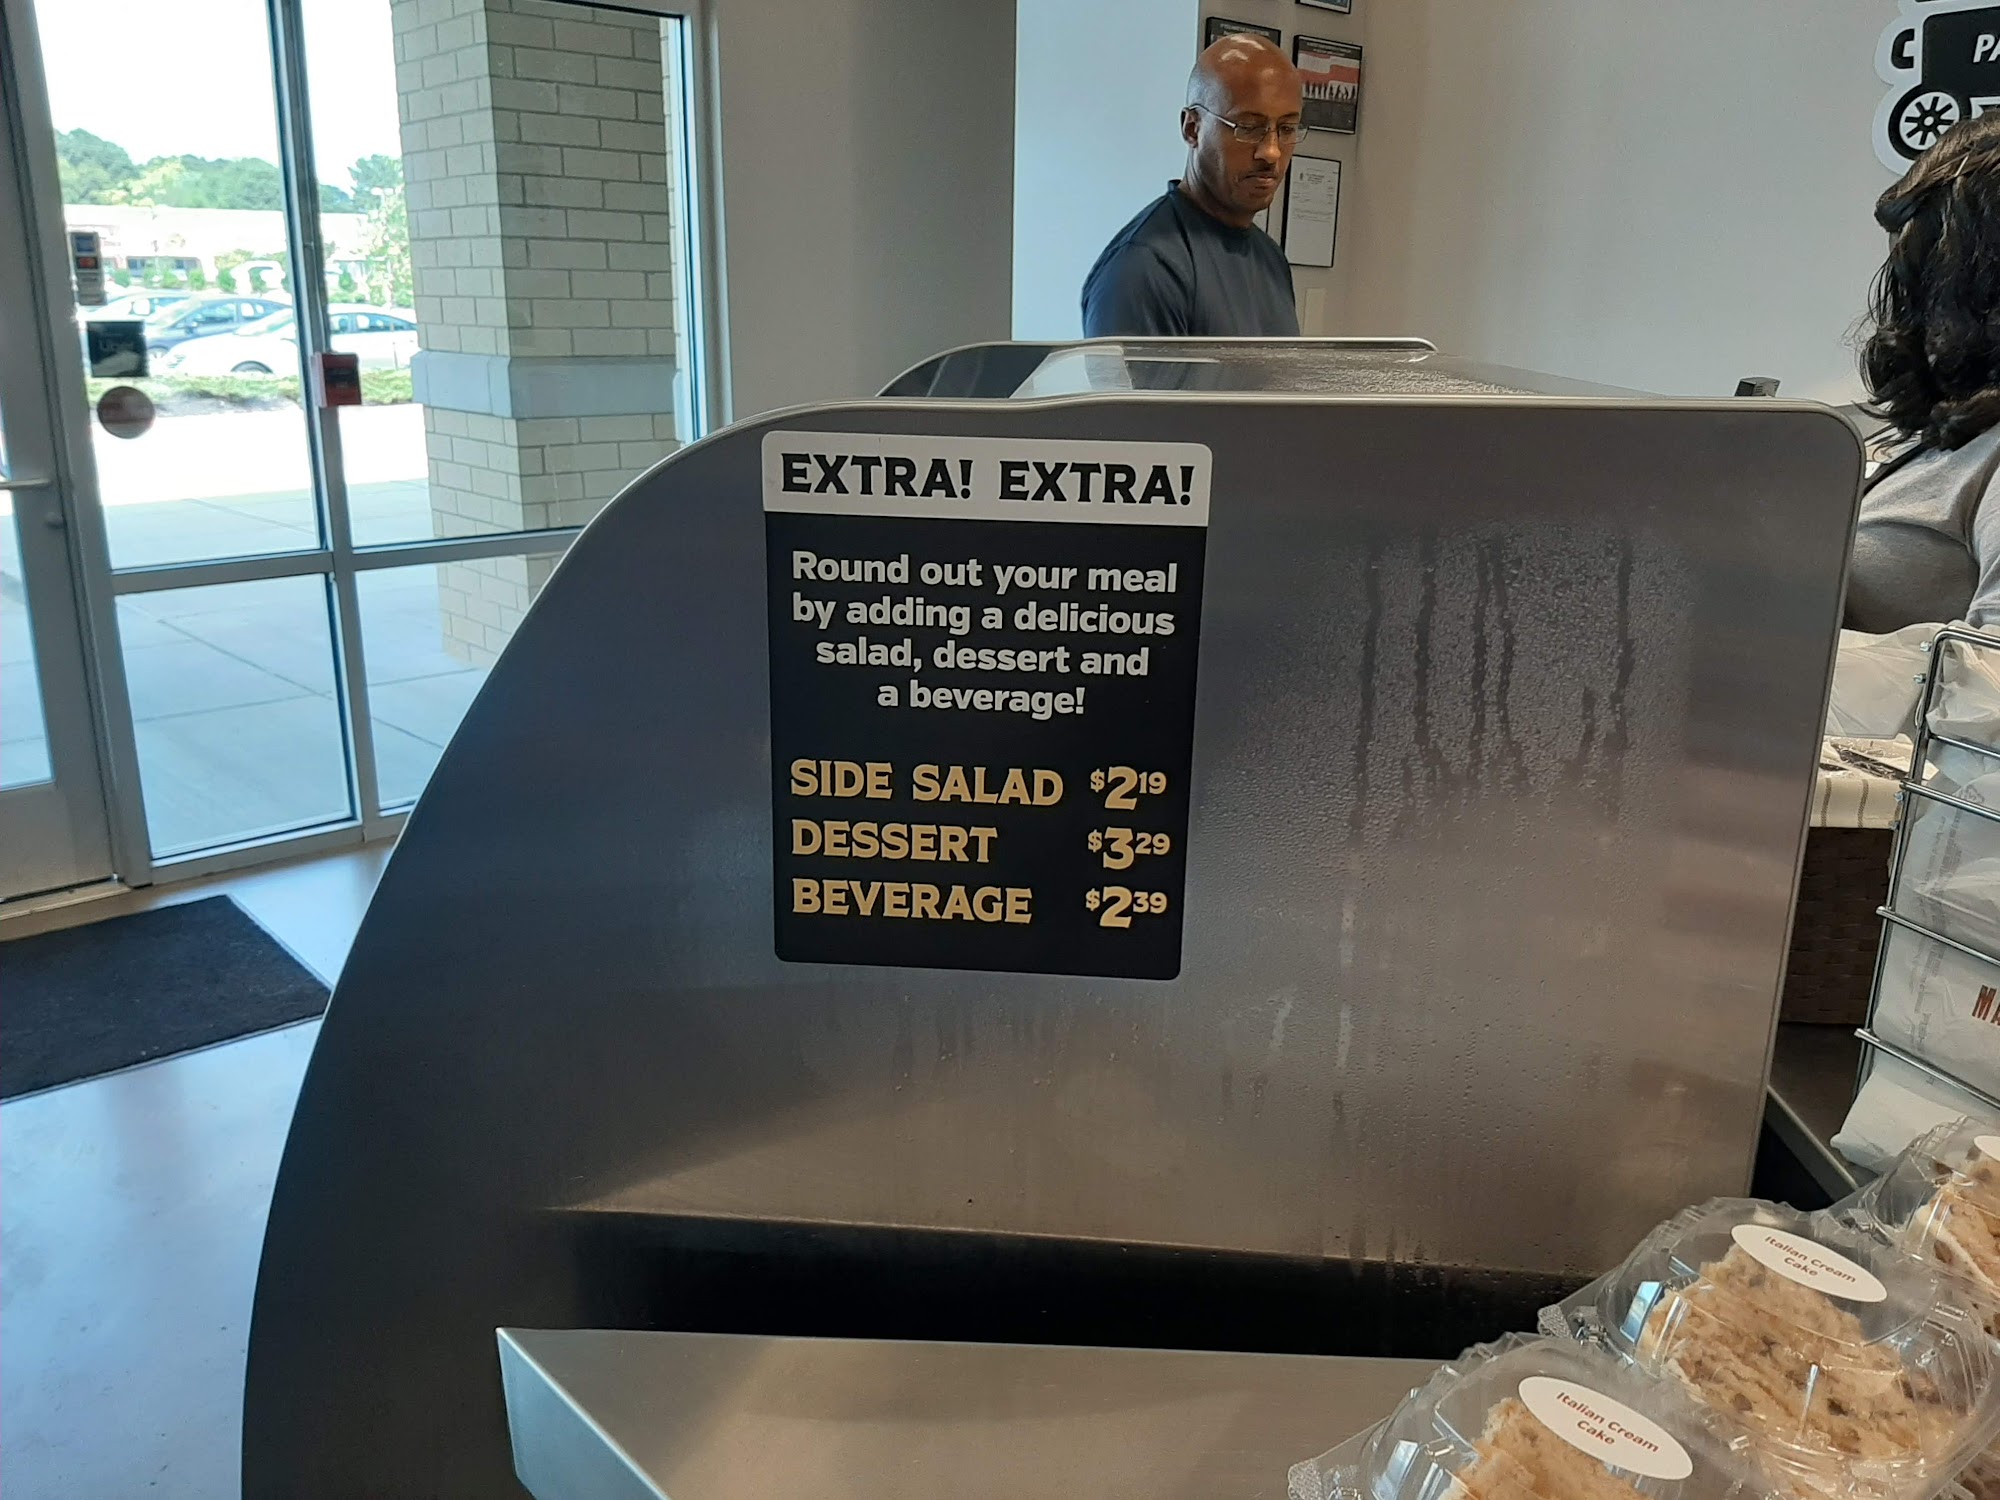 EXTRA! EXTRA!
Round out your meal
by adding a delicious
salad, dessert and
a beverage!
SIDE SALAD $2.19
DESSERT $3.29
BEVERAGE $2.39
Italian Cream
Cake
Italian Cream
Cake